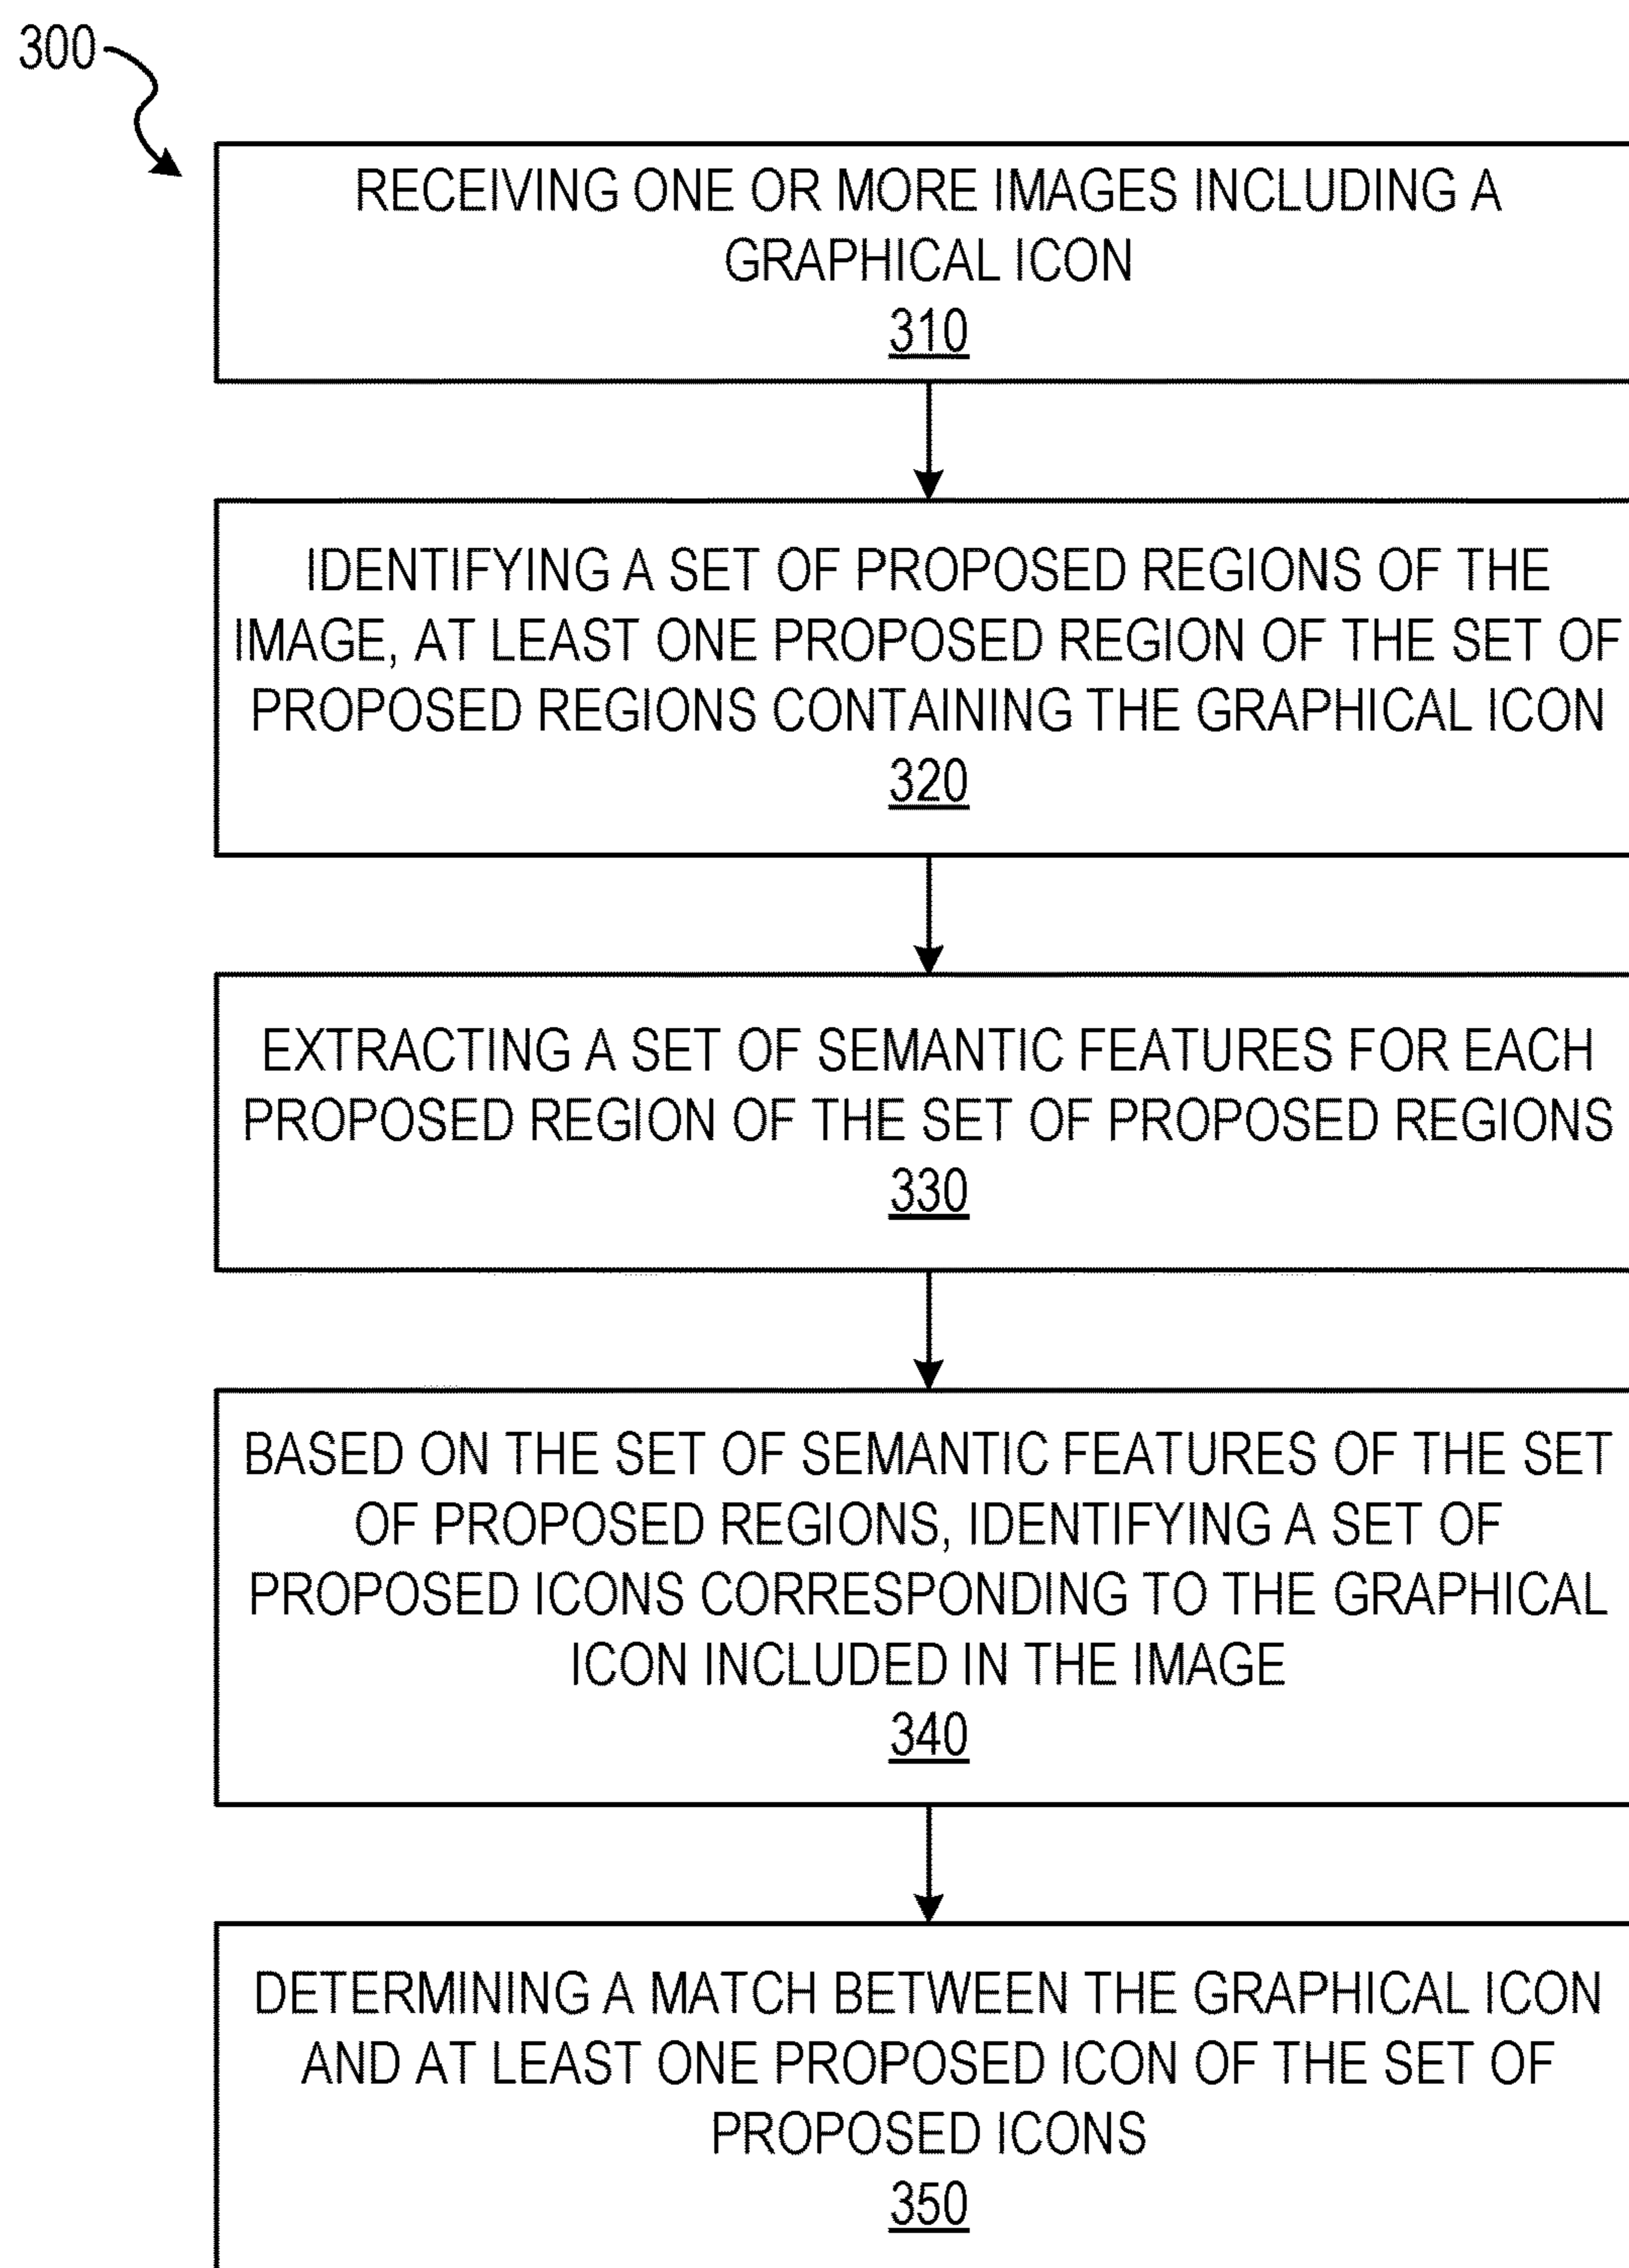 300
RECEIVING ONE OR MORE IMAGES INCLUDING A
GRAPHICAL ICON
310
IDENTIFYING A SET OF PROPOSED REGIONS OF THE
IMAGE, AT LEAST ONE PROPOSED REGION OF THE SET OF
PROPOSED REGIONS CONTAINING THE GRAPHICAL ICON
320
EXTRACTING A SET OF SEMANTIC FEATURES FOR EACH
PROPOSED REGION OF THE SET OF PROPOSED REGIONS
330
BASED ON THE SET OF SEMANTIC FEATURES OF THE SET
OF PROPOSED REGIONS, IDENTIFYING A SET OF
PROPOSED ICONS CORRESPONDING TO THE GRAPHICAL
ICON INCLUDED IN THE IMAGE
340
DETERMINING A MATCH BETWEEN THE GRAPHICAL ICON
AND AT LEAST ONE PROPOSED ICON OF THE SET OF
PROPOSED ICONS
350